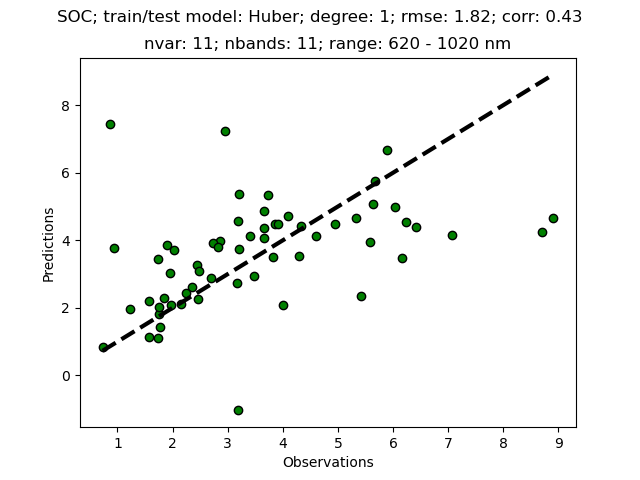 SOC; train/test model: Huber; degree: 1; rmse: 1.82; corr: 0.43
nvar: 11; nbands: 11; range: 620 - 1020 nm
8
6
4
2
0
Predictions
1 2 3 4 5 6 7 8 9
Observations